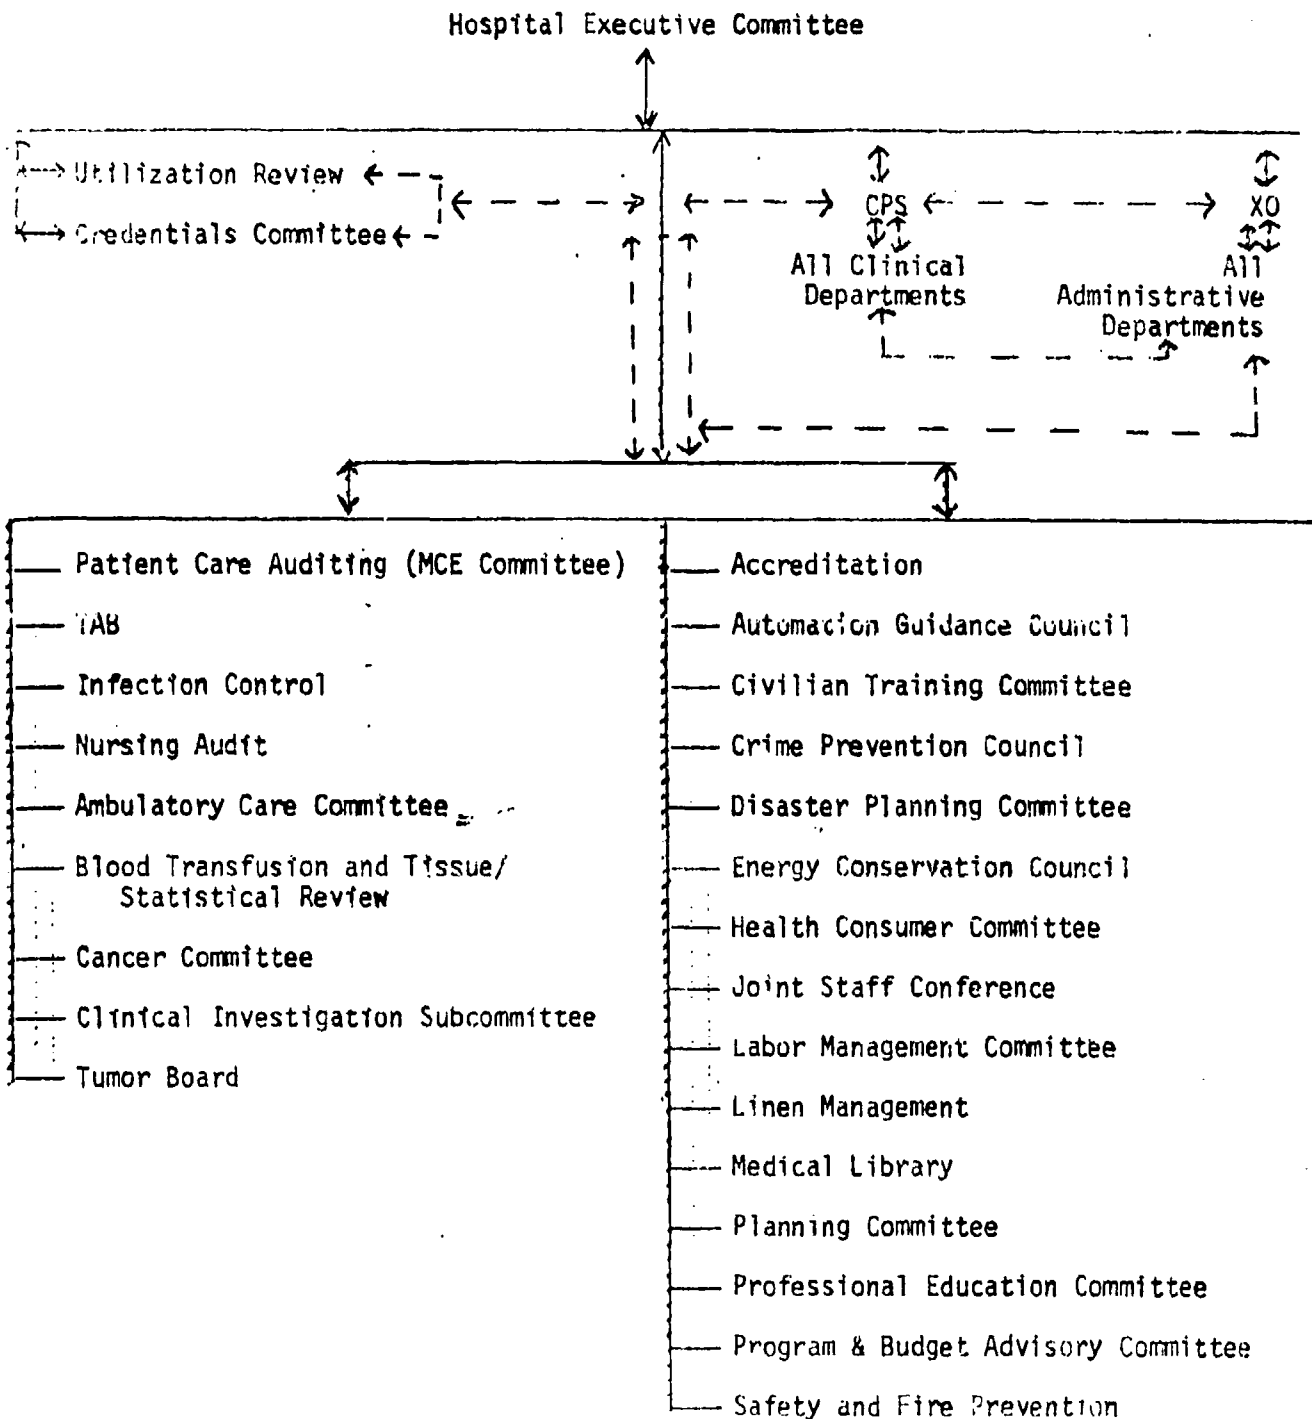 Hospital Executive Committee
Utilization Review
Credentials Committee
CPS
XO
All Clinical
Departments
All
Administrative
Departments
Patient Care Auditing (MCE Committee)
TAB
Infection Control
Nursing Audit
Ambulatory Care Committee
Blood Transfusion and Tissue/
Statistical Review
Cancer Committee
Clinical Investigation Subcommittee
Tumor Board
Accreditation
Automation Guidance Council
Civilian Training Committee
Crime Prevention Council
Disaster Planning Committee
Energy Conservation Council
Health Consumer Committee
Joint Staff Conference
Labor Management Committee
Linen Management
Medical Library
Planning Committee
Professional Education Committee
Program & Budget Advisory Committee
Safety and Fire Prevention